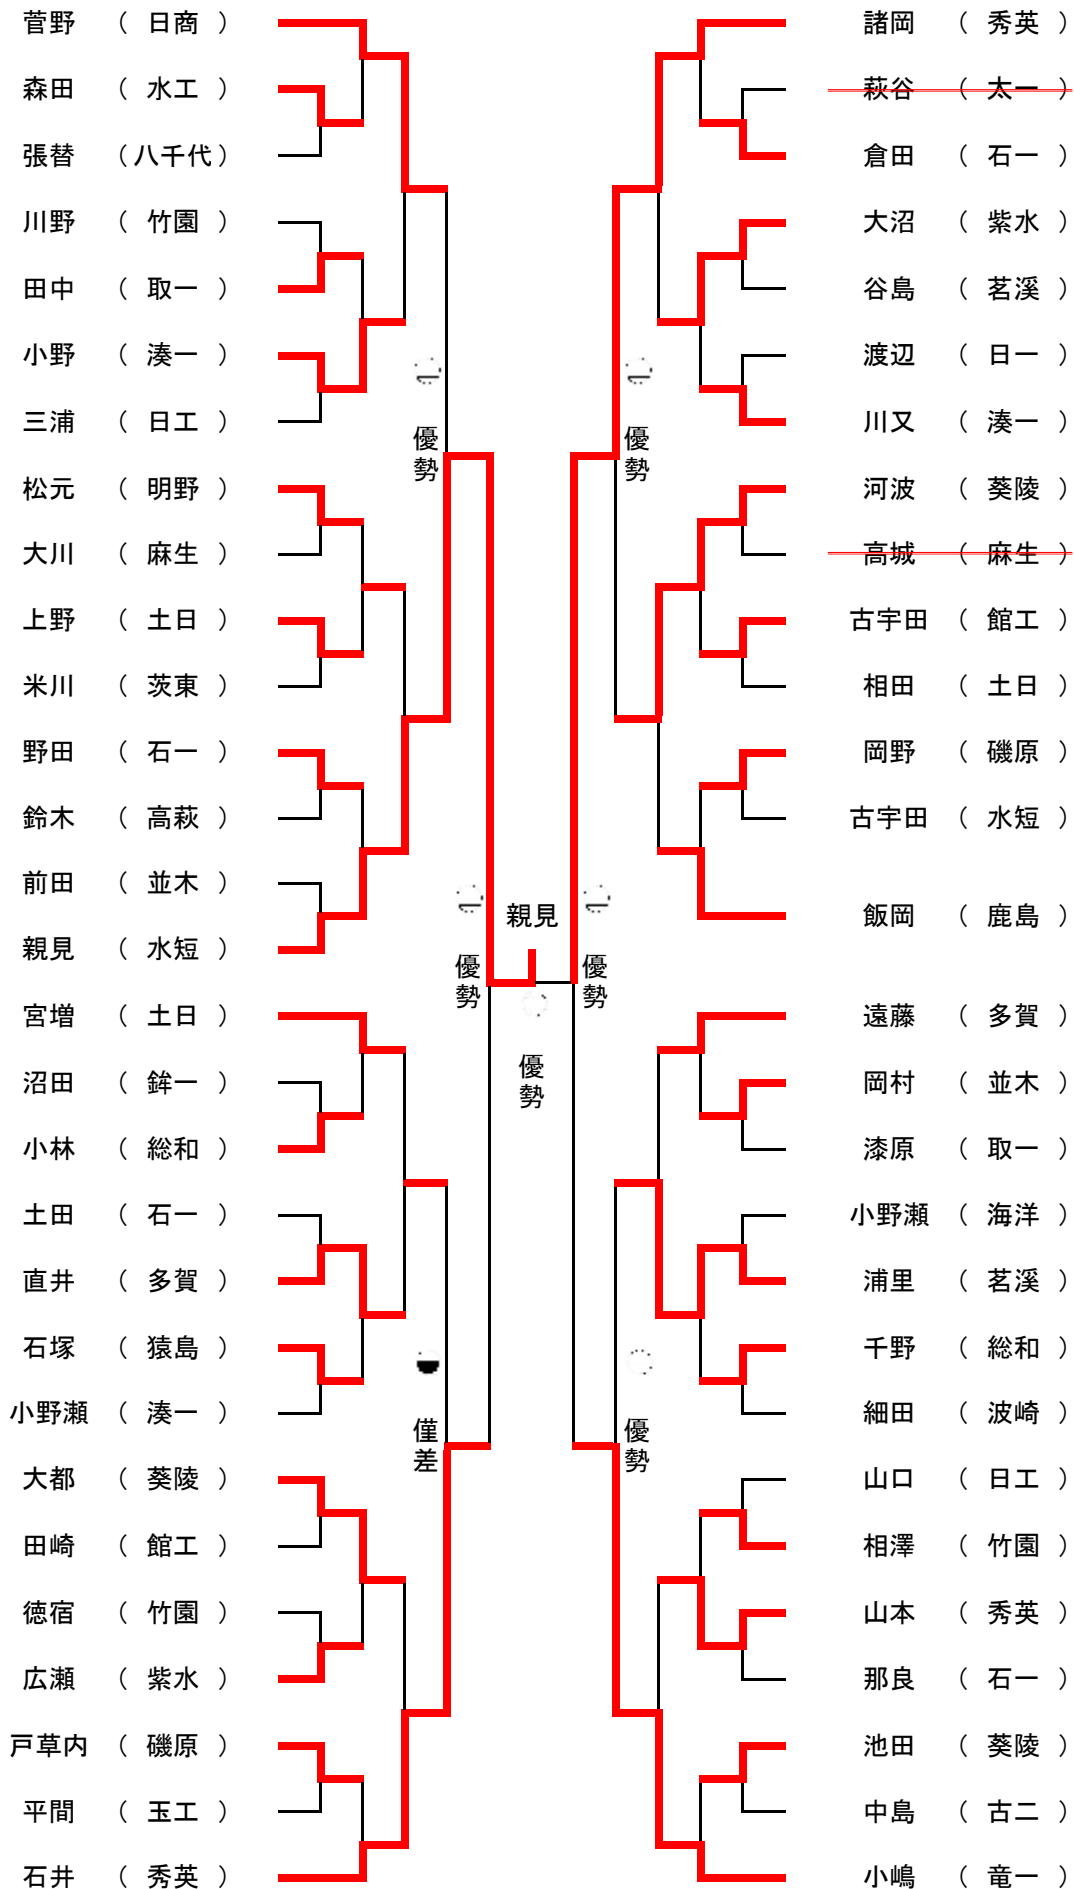 菅野 （ 日商 ）
森田 （ 水工 ）
張替 （ 八千代 ）
川野 （ 竹園 ）
田中 （ 取一 ）
小野 （ 湊一 ）
三浦 （ 日工 ）
松元 （ 明野 ）
大川 （ 麻生 ）
上野 （ 土日 ）
米川 （ 茨東 ）
野田 （ 石一 ）
鈴木 （ 高萩 ）
前田 （ 並木 ）
親見 （ 水短 ）
宮増 （ 土日 ）
沼田 （ 鉾一 ）
小林 （ 総和 ）
土田 （ 石一 ）
直井 （ 多賀 ）
石塚 （ 猿島 ）
小野瀬 （ 湊一 ）
大都 （ 葵陵 ）
田崎 （ 館工 ）
徳宿 （ 竹園 ）
広瀬 （ 紫水 ）
戸草内 （ 磯原 ）
平間 （ 玉工 ）
石井 （ 秀英 ）
優勢
優勢
優勢
親見
優勢
優勢
僅差
優勢
諸岡 （ 秀英 ）
萩谷 （ 太一 ）
倉田 （ 石一 ）
大沼 （ 紫水 ）
谷島 （ 茗溪 ）
渡辺 （ 日一 ）
川又 （ 湊一 ）
河波 （ 葵陵 ）
高城 （ 麻生 ）
古宇田 （ 館工 ）
相田 （ 土日 ）
岡野 （ 磯原 ）
古宇田 （ 水短 ）
飯岡 （ 鹿島 ）
遠藤 （ 多賀 ）
岡村 （ 並木 ）
漆原 （ 取一 ）
小野瀬 （ 海洋 ）
浦里 （ 茗溪 ）
千野 （ 総和 ）
細田 （ 波崎 ）
山口 （ 日工 ）
相澤 （ 竹園 ）
山本 （ 秀英 ）
那良 （ 石一 ）
池田 （ 葵陵 ）
中島 （ 古二 ）
小嶋 （ 竜一 ）
優勢